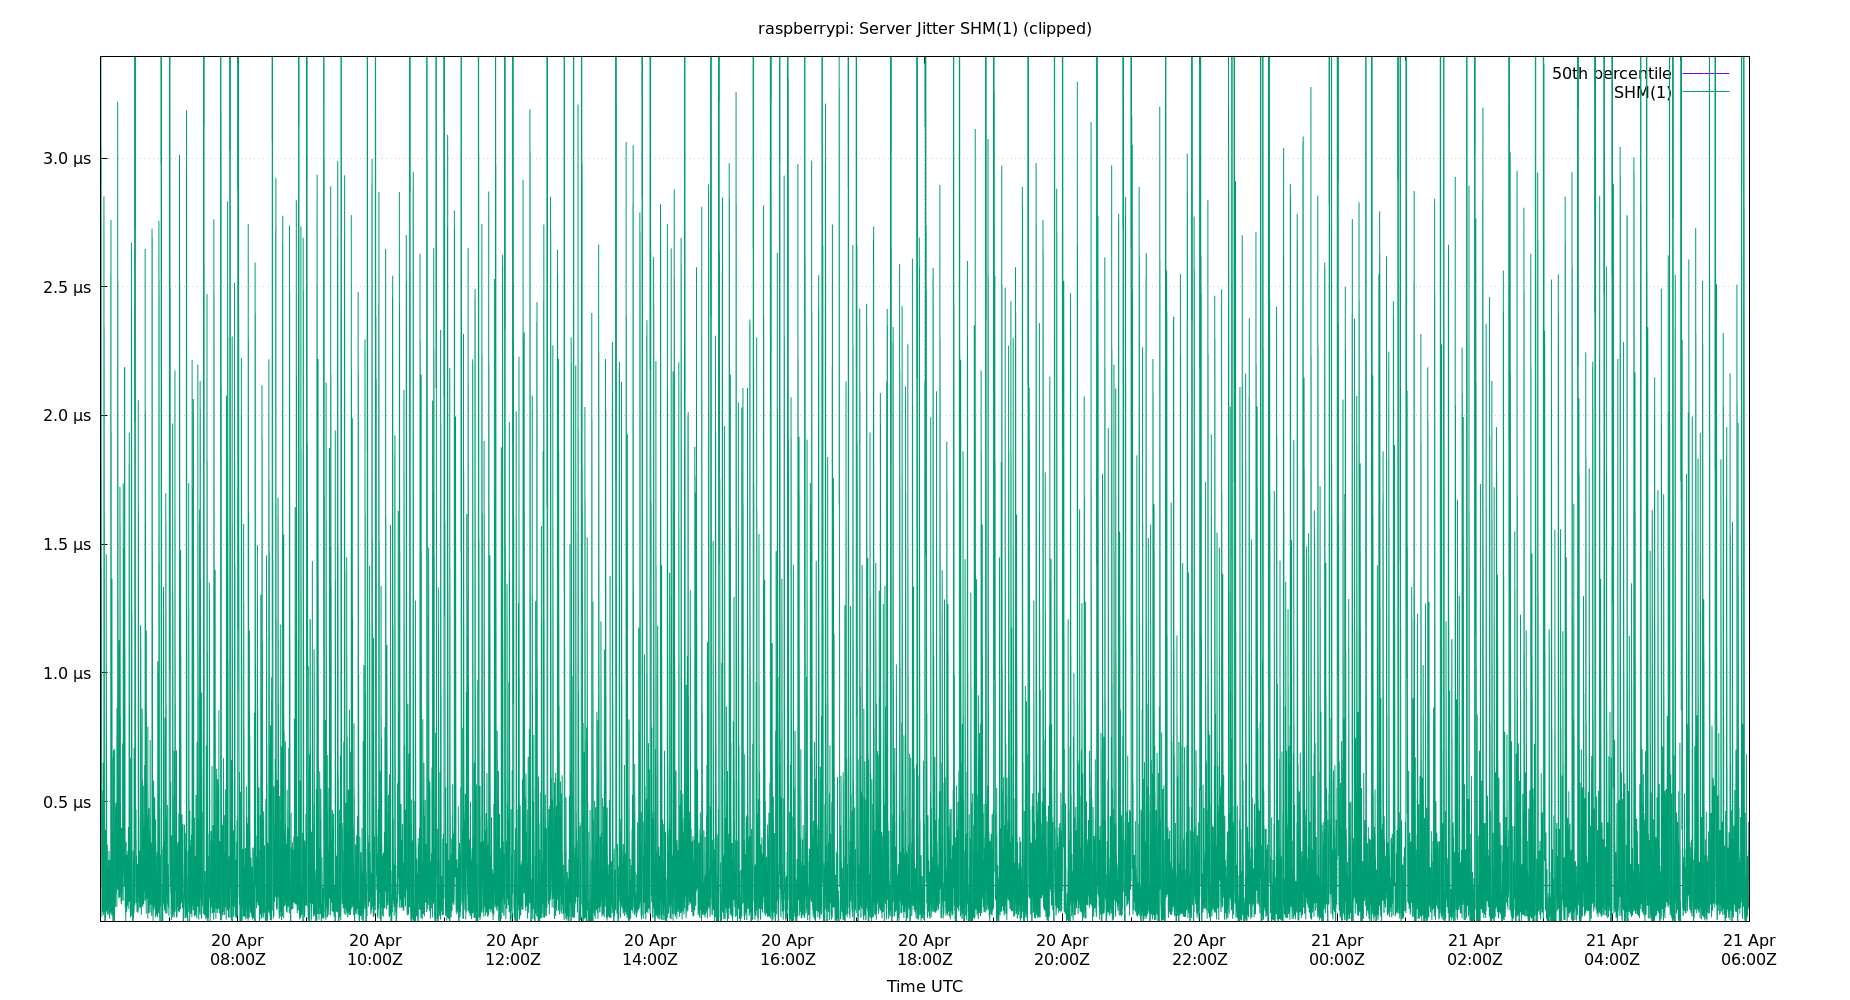 raspberrypi: Server Jitter SHM(1) (clipped)
50th percentile
SHM(1)
3.0 µs
2.5 µs
2.0 µs
1.5 µs
1.0 µs
0.5 µs
20 Apr 20 Apr 20 Apr 20 Apr 20 Apr 20 Apr 20 Apr 20 Apr 21 Apr 21 Apr 21 Apr 21 Apr
08:00Z 10:00Z 12:00Z 14:00Z 16:00Z 18:00Z 20:00Z 22:00Z 00:00Z 02:00Z 04:00Z 06:00Z
Time UTC